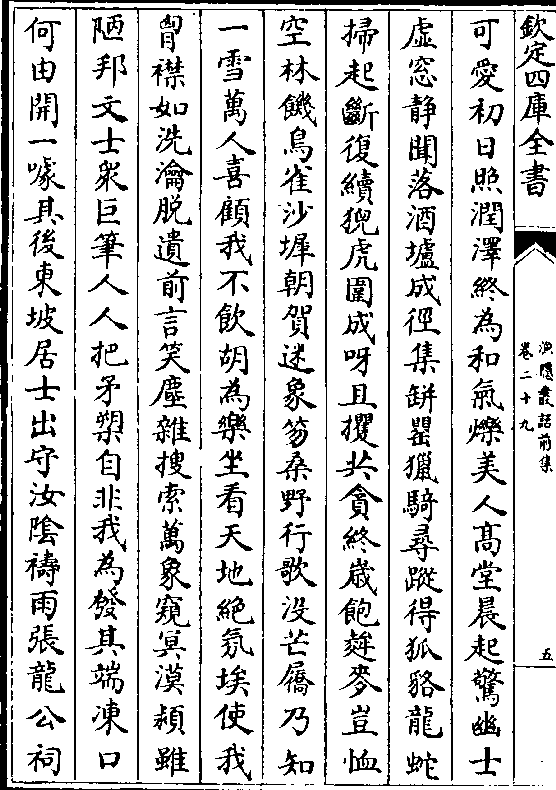 欽定四庫全書
漁隱叢話前集
卷二十九
五
可愛初日照潤澤終為和氣爍美人高堂晨起驚幽士
虛窓静聞落酒壚成徑集缾罌獵騎尋蹤得狐貉龍蛇
掃起斷復續猊虎圍成呀且攫共貪終歲飽麰麥豈恤
空林饑烏雀沙墀朝賀迷象笏桑野行歌沒芒屩乃知
一雪萬人喜顧我不飲胡為樂坐看天地絶氛埃使我
胷襟如洗瀹脱遺前言笑塵雜搜索萬象窺冥漠潁雖
陋邦文士衆巨筆人人把矛槊自非我為發其端凍口
何由開一噱其後東坡居士出守汝隂禱雨張龍公祠